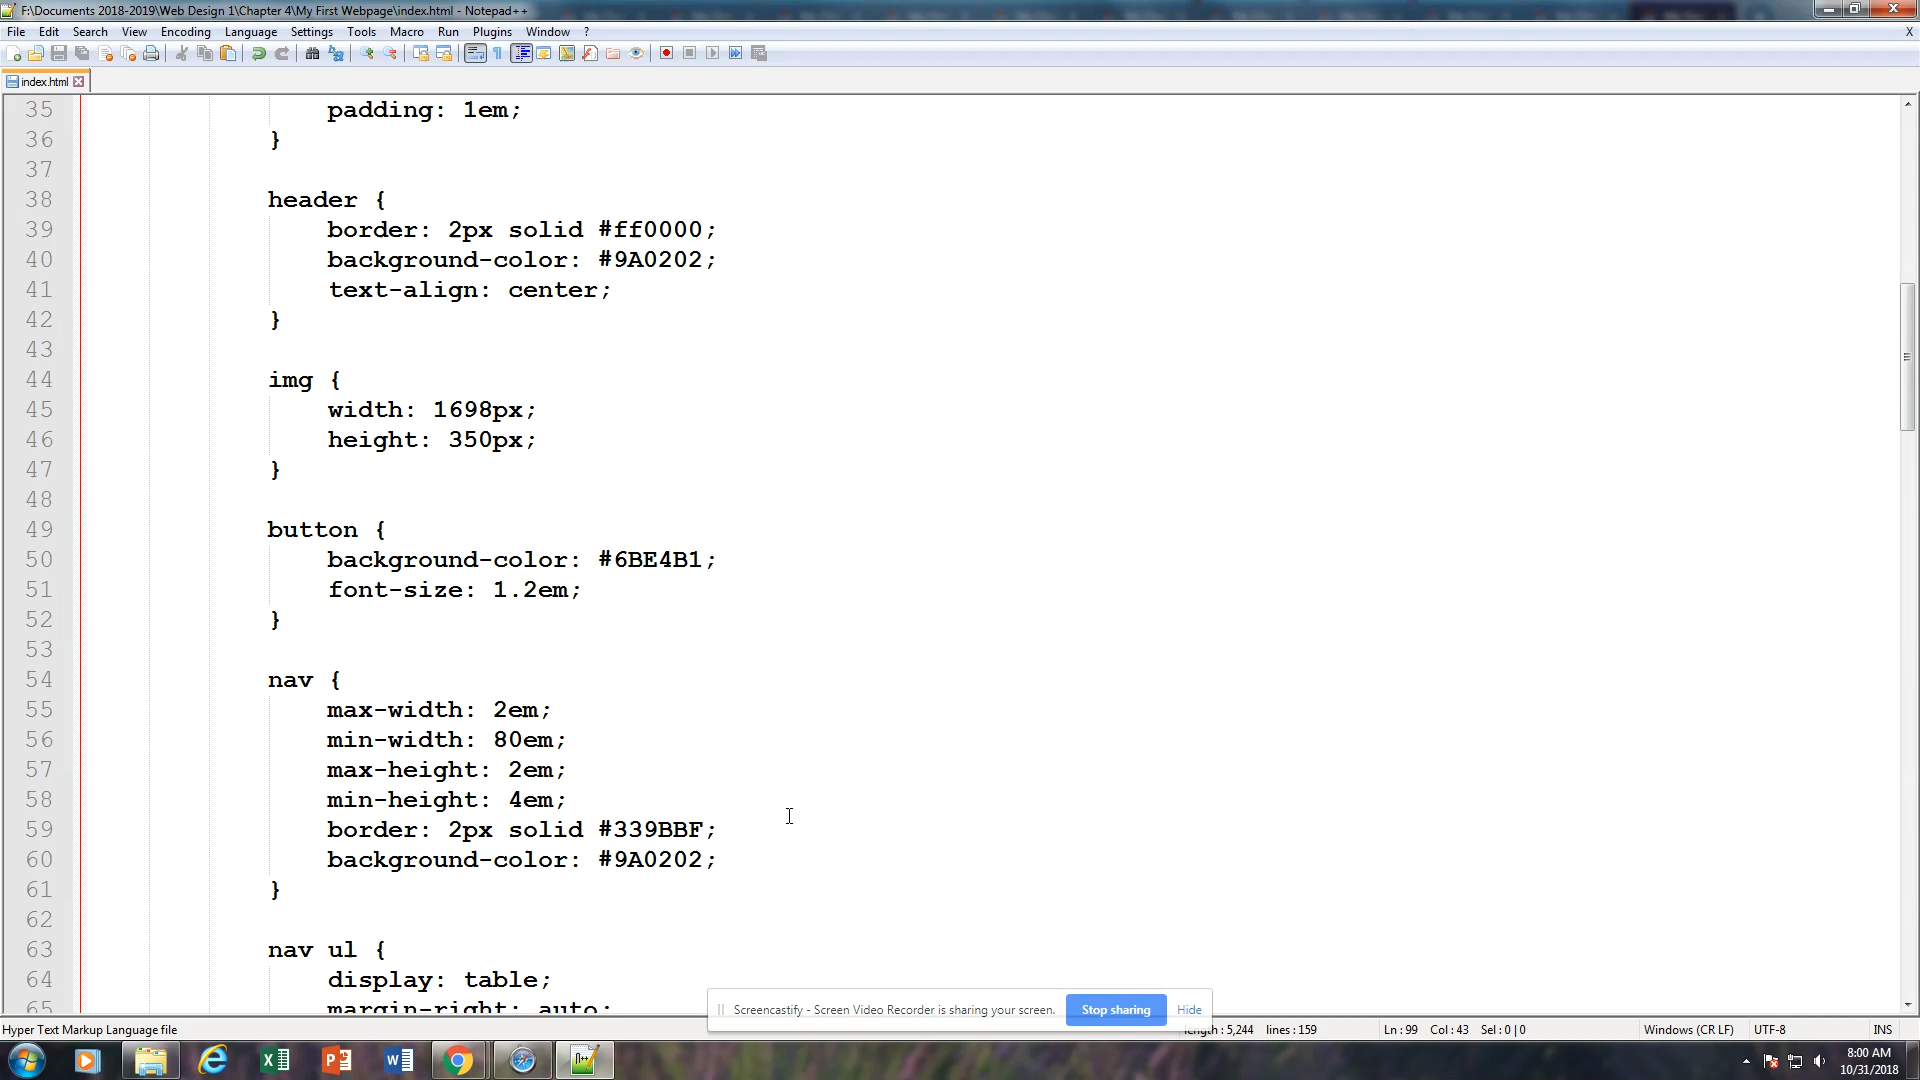 F:\Documents 2018-2019\Web Design 1\Chapter 4\My First Webpage\index.html - Notepad++
File Edit Search View Encoding Language Settings Tools Macro Run Plugins Window ? X
index.html
35 padding: 1em;
36 }
37
38 header {
39 border: 2px solid #ff0000;
40 background-color: #9A0202;
41 text-align: center;
42 }
43
44 img {
45 width: 1698px;
46 height: 350px;
47 }
48
49 button {
50 background-color: #6BE4B1;
51 font-size: 1.2em;
52 }
53
54 nav {
55 max-width: 2em;
56 min-width: 80em;
57 max-height: 2em;
58 min-height: 4em;
59 border: 2px solid #339BBF;
60 background-color: #9A0202;
61 }
62
63 nav ul {
64 display: table;
65 margin-right: auto;
Screencastify - Screen Video Recorder is sharing your screen. Stop sharing Hide
Hyper Text Markup Language file length : 5,244 lines : 159 Ln : 99 Col : 43 Sel : 0 | 0 Windows (CR LF) UTF-8 INS
8:00 AM
10/31/2018